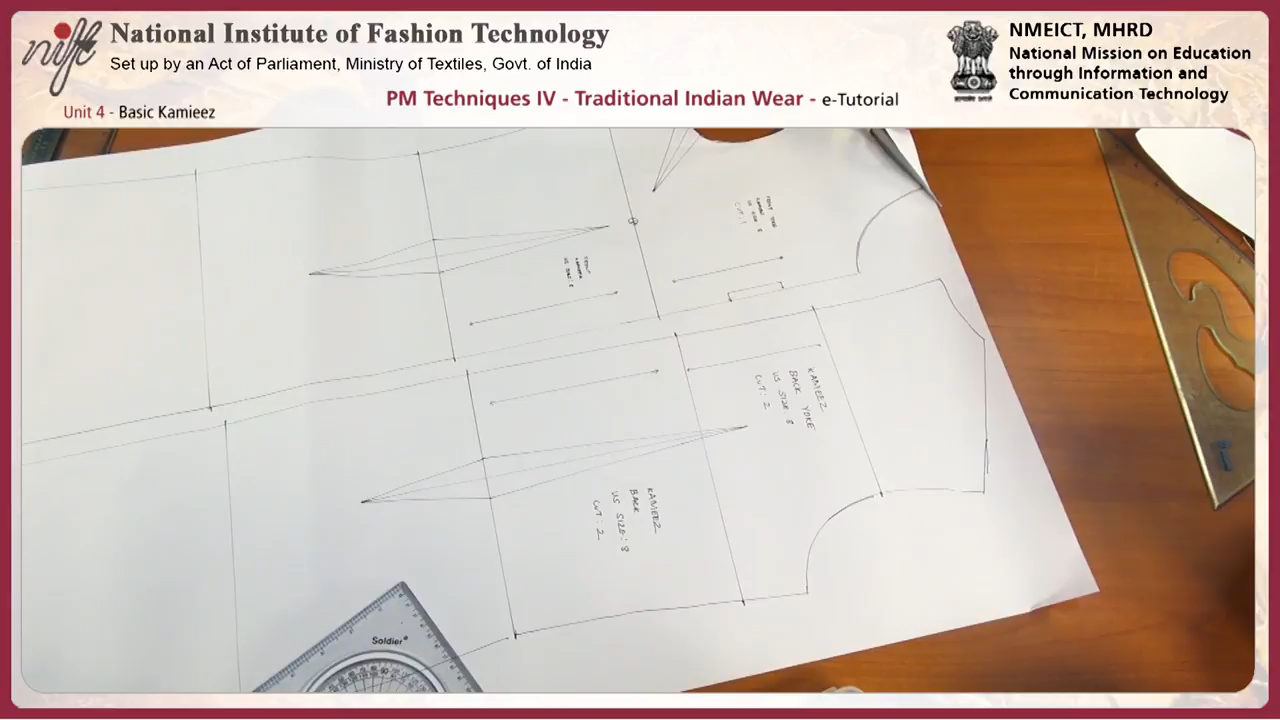 nift
National Institute of Fashion Technology
Set up by an Act of Parliament, Ministry of Textiles, Govt. of India
NMEICT, MHRD
National Mission on Education
through Information and
Communication Technology
PM Techniques IV - Traditional Indian Wear - e-Tutorial
Unit 4 - Basic Kamieez
KAMEEZ
BACK YOKE
US SIZE 8
CUT: 2
KAMEEZ
BACK
US SIZE: 8
CUT: 2
Soldier®